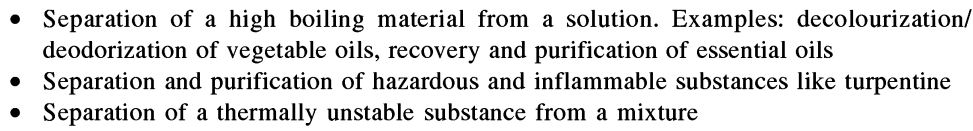 • Separation of a high boiling material from a solution. Examples: decolourization/
deodorization of vegetable oils, recovery and purification of essential oils
• Separation and purification of hazardous and inflammable substances like turpentine
• Separation of a thermally unstable substance from a mixture